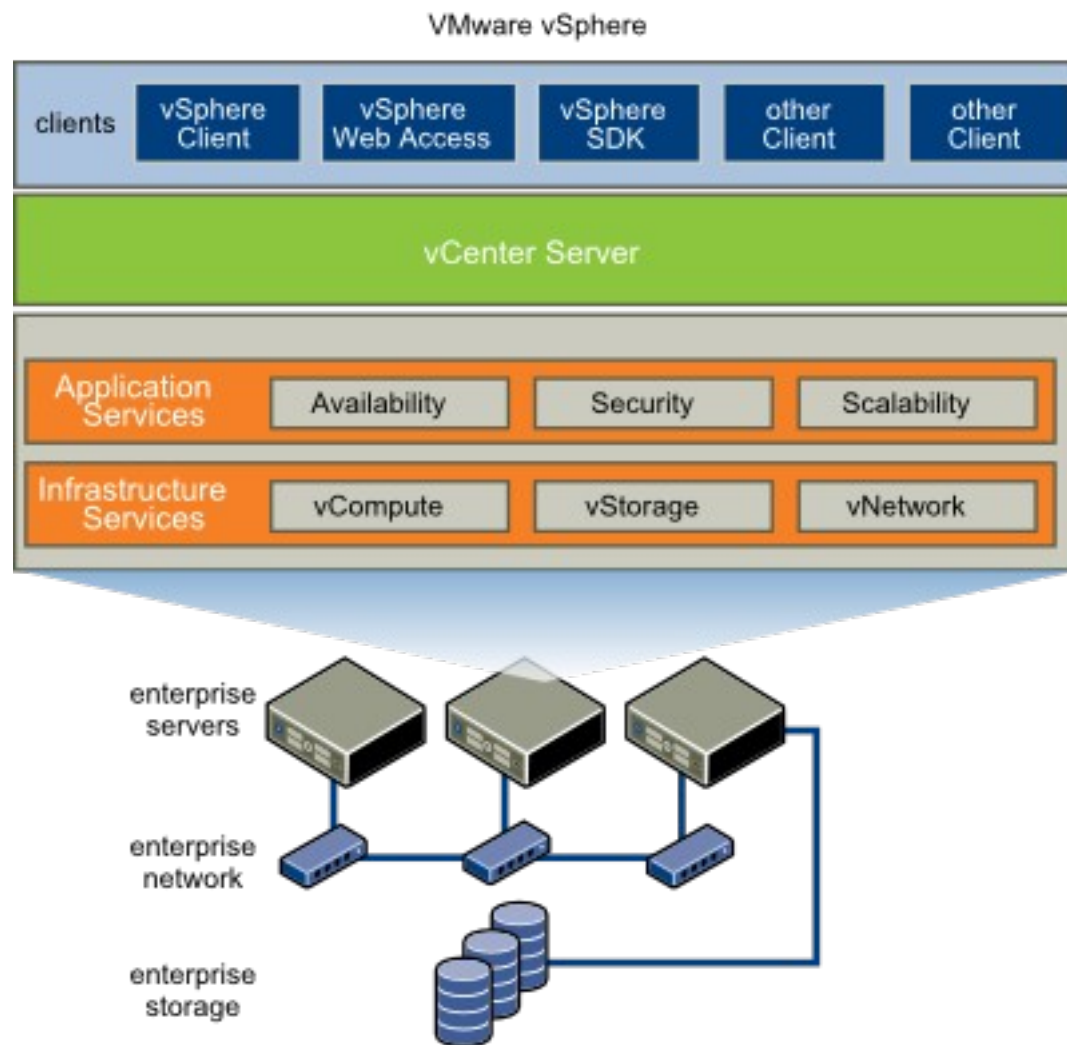 VMware vSphere
clients
vSphere
Client
vSphere
Web Access
vSphere
SDK
other
Client
other
Client
vCenter Server
Application
Services
Availability
Security
Scalability
Infrastructure
Services
vCompute
vStorage
vNetwork
enterprise
servers
enterprise
network
enterprise
storage